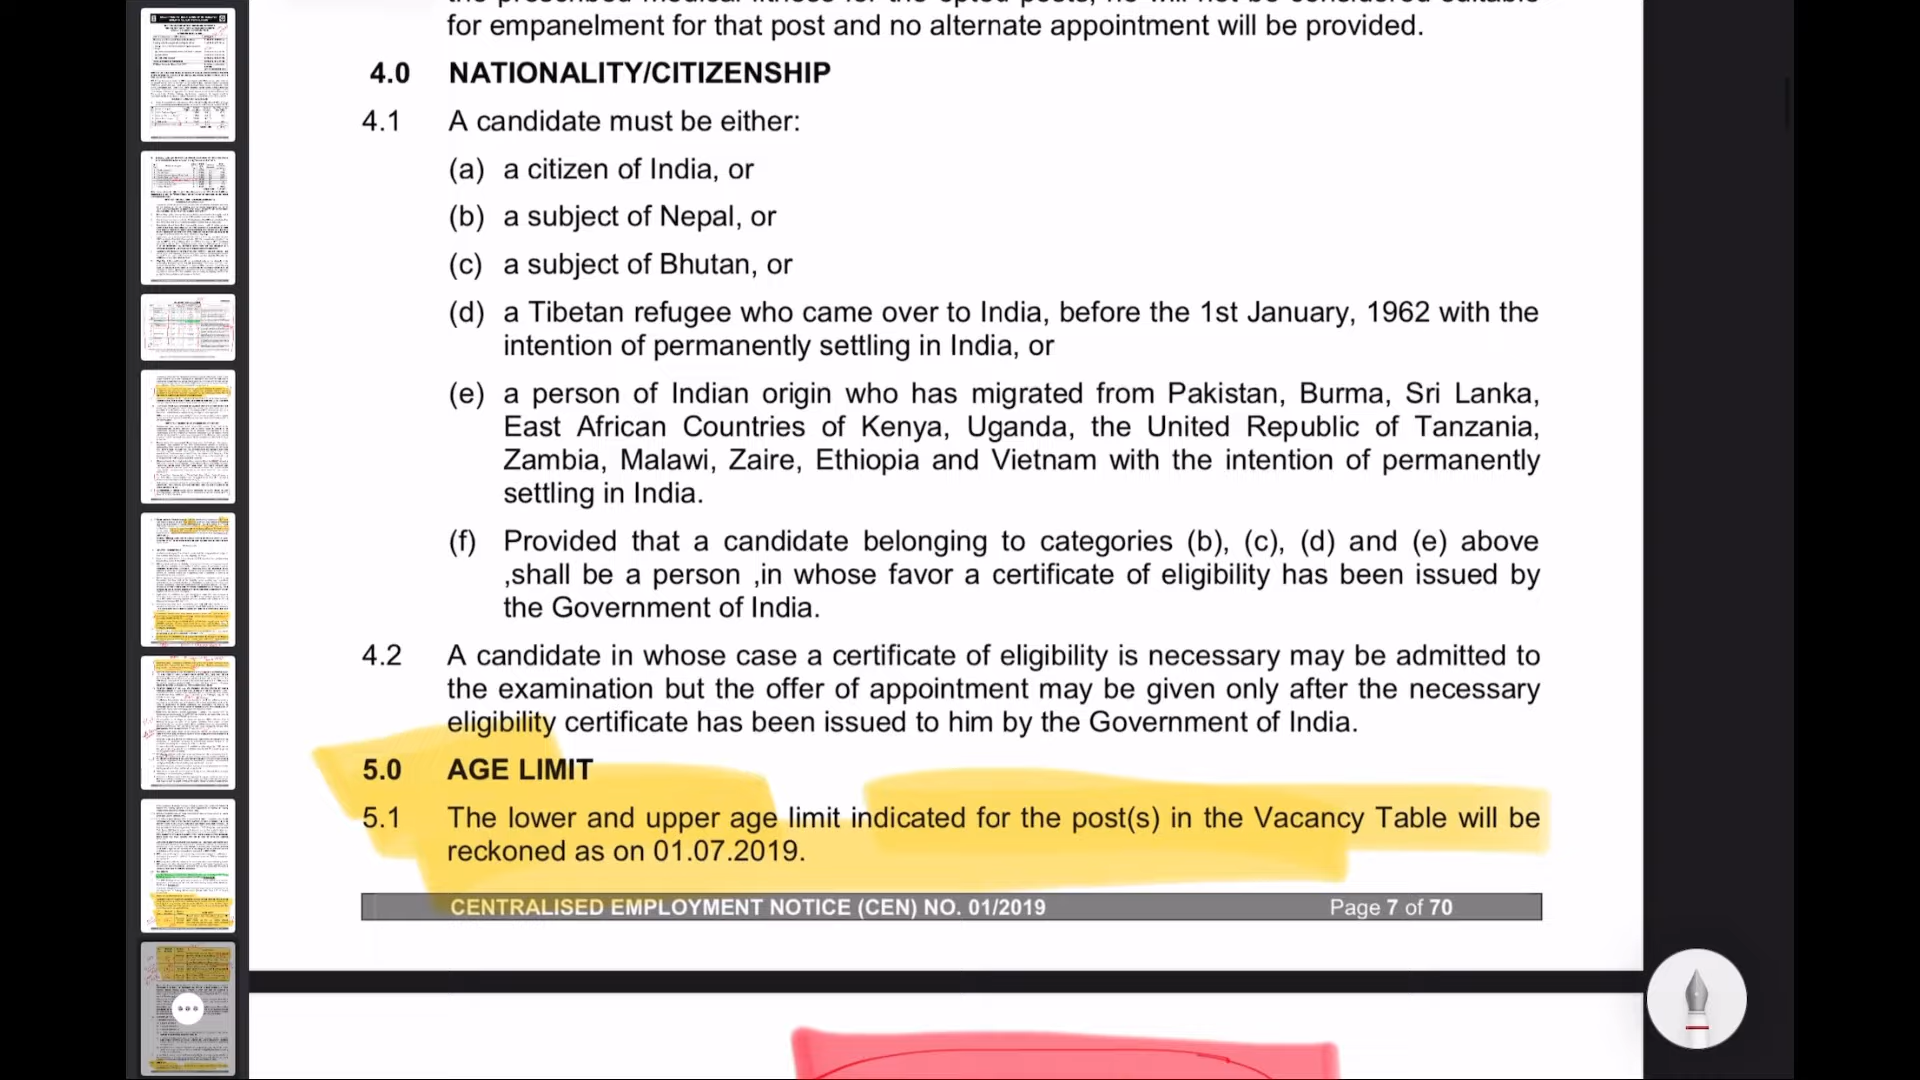 for empanelment for that post and no alternate appointment will be provided.
4.0 NATIONALITY/CITIZENSHIP
4.1 A candidate must be either:
(a) a citizen of India, or
(b) a subject of Nepal, or
(c) a subject of Bhutan, or
(d) a Tibetan refugee who came over to India, before the 1st January, 1962 with the
intention of permanently settling in India, or
(e) a person of Indian origin who has migrated from Pakistan, Burma, Sri Lanka,
East African Countries of Kenya, Uganda, the United Republic of Tanzania,
Zambia, Malawi, Zaire, Ethiopia and Vietnam with the intention of permanently
settling in India.
(f) Provided that a candidate belonging to categories (b), (c), (d) and (e) above
,shall be a person ,in whose favor a certificate of eligibility has been issued by
the Government of India.
4.2 A candidate in whose case a certificate of eligibility is necessary may be admitted to
the examination but the offer of appointment may be given only after the necessary
eligibility certificate has been issued to him by the Government of India.
5.0 AGE LIMIT
5.1 The lower and upper age limit indicated for the post(s) in the Vacancy Table will be
reckoned as on 01.07.2019.
CENTRALISED EMPLOYMENT NOTICE (CEN) NO. 01/2019 Page 7 of 70